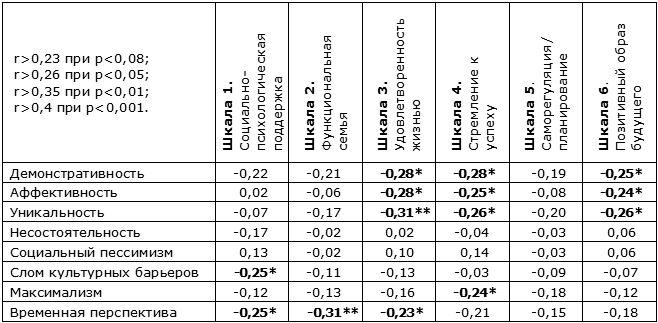 r>0,23 при p<0,08;
r>0,26 при p<0,05;
r>0,35 при p<0,01;
r>0,4 при p<0,001.
Шкала 1.
Социально–
психологическая
поддержка
Шкала 2.
Функциональная
семья
Шкала 3.
Удовлетворенность
жизнью
Шкала 4.
Стремление к
успеху
Шкала 5.
Саморегуляция/
планирование
Шкала 6.
Позитивный образ
будущего
Демонстративность -0,22 -0,21 -0,28* -0,28* -0,19 -0,25*
Аффективность 0,02 -0,06 -0,28* -0,25* -0,08 -0,24*
Уникальность -0,07 -0,17 -0,31** -0,26* -0,20 -0,26*
Несостоятельность -0,17 -0,02 0,02 -0,04 -0,03 0,06
Социальный пессимизм 0,13 -0,02 0,10 0,14 -0,03 0,06
Слом культурных барьеров -0,25* -0,11 -0,13 -0,03 -0,09 -0,07
Максимализм -0,12 -0,13 -0,16 -0,24* -0,18 -0,12
Временная перспектива -0,25* -0,31** -0,23* -0,21 -0,15 -0,18